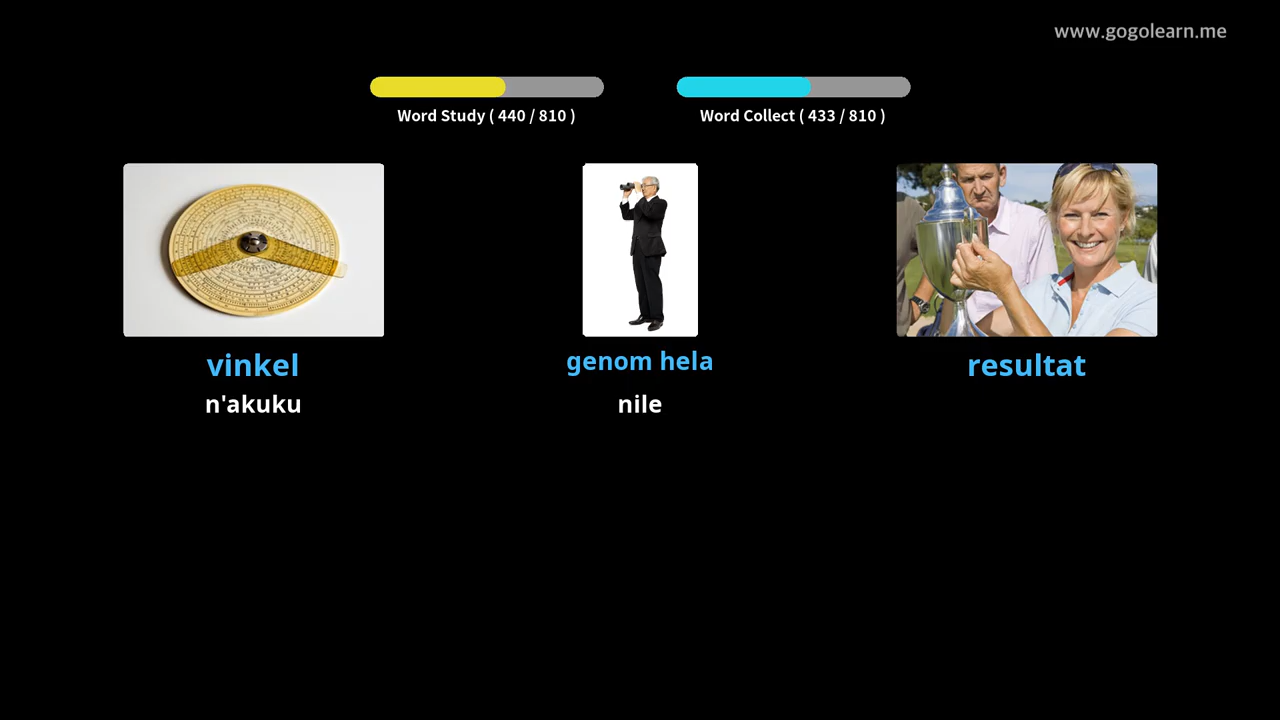 www.gogolearn.me
Word Study ( 440 / 810 )
Word Collect ( 433 / 810 )
vinkel
genom hela
resultat
n'akuku
nile